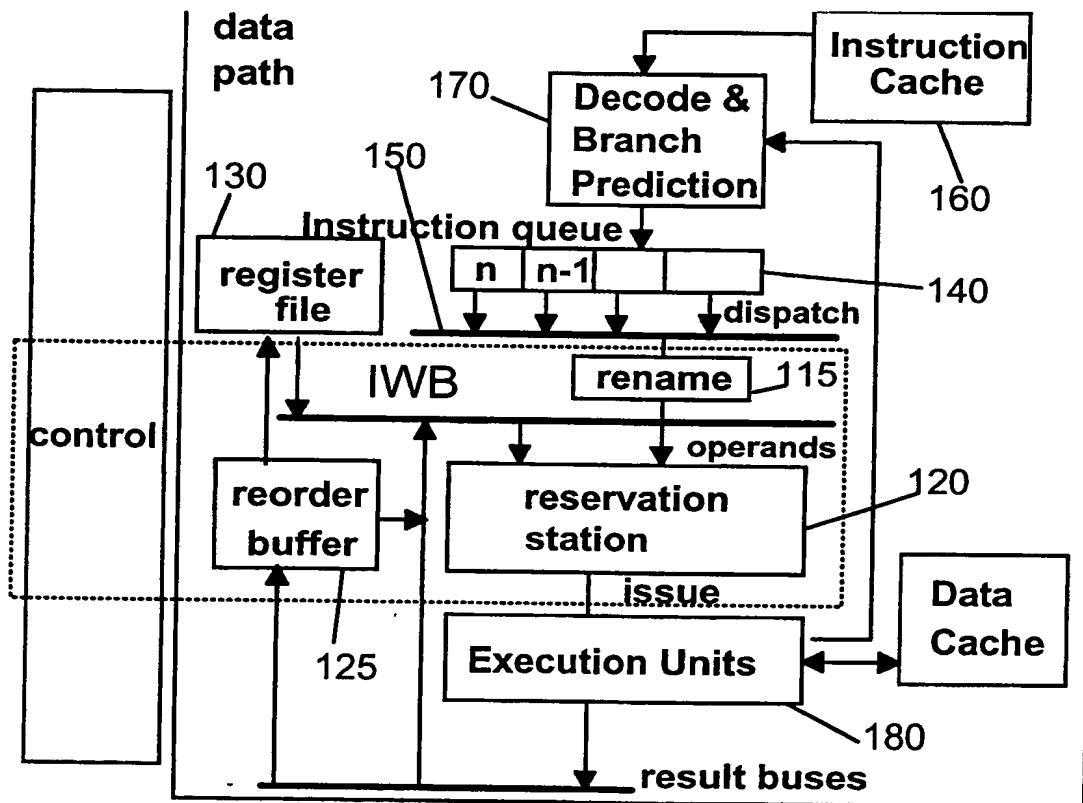 data
path
Instruction
Cache
170
Decode &
Branch
Prediction
150
130
160
Instruction queue
register
file
n n-1
140
dispatch
IWB
rename
115
control
operands
reorder
buffer
reservation
station
120
issue
Data
Cache
125
Execution Units
180
result buses